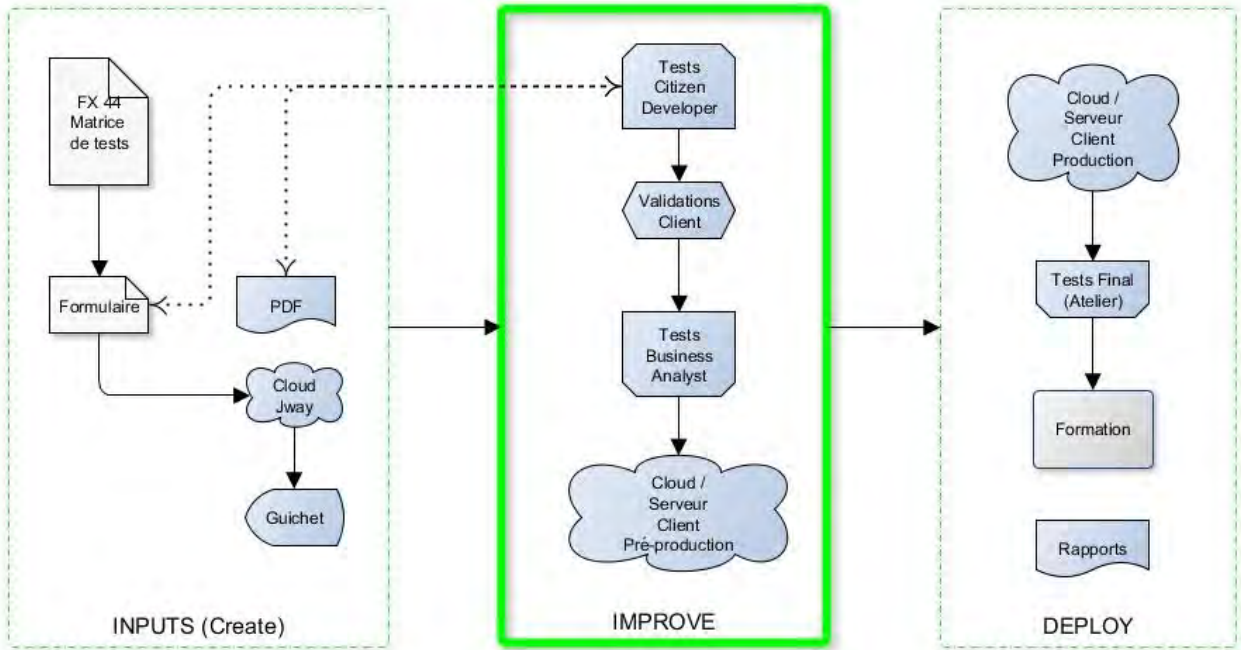 FX 44
Matrice
de tests
Formulaire
PDF
Cloud
Jway
Guichet
INPUTS (Create)
Tests
Citizen
Developer
Validations
Client
Tests
Business
Analyst
Cloud /
Serveur
Client
Pré-production
IMPROVE
Cloud /
Serveur
Client
Production
Tests Final
(Atelier)
Formation
Rapports
DEPLOY